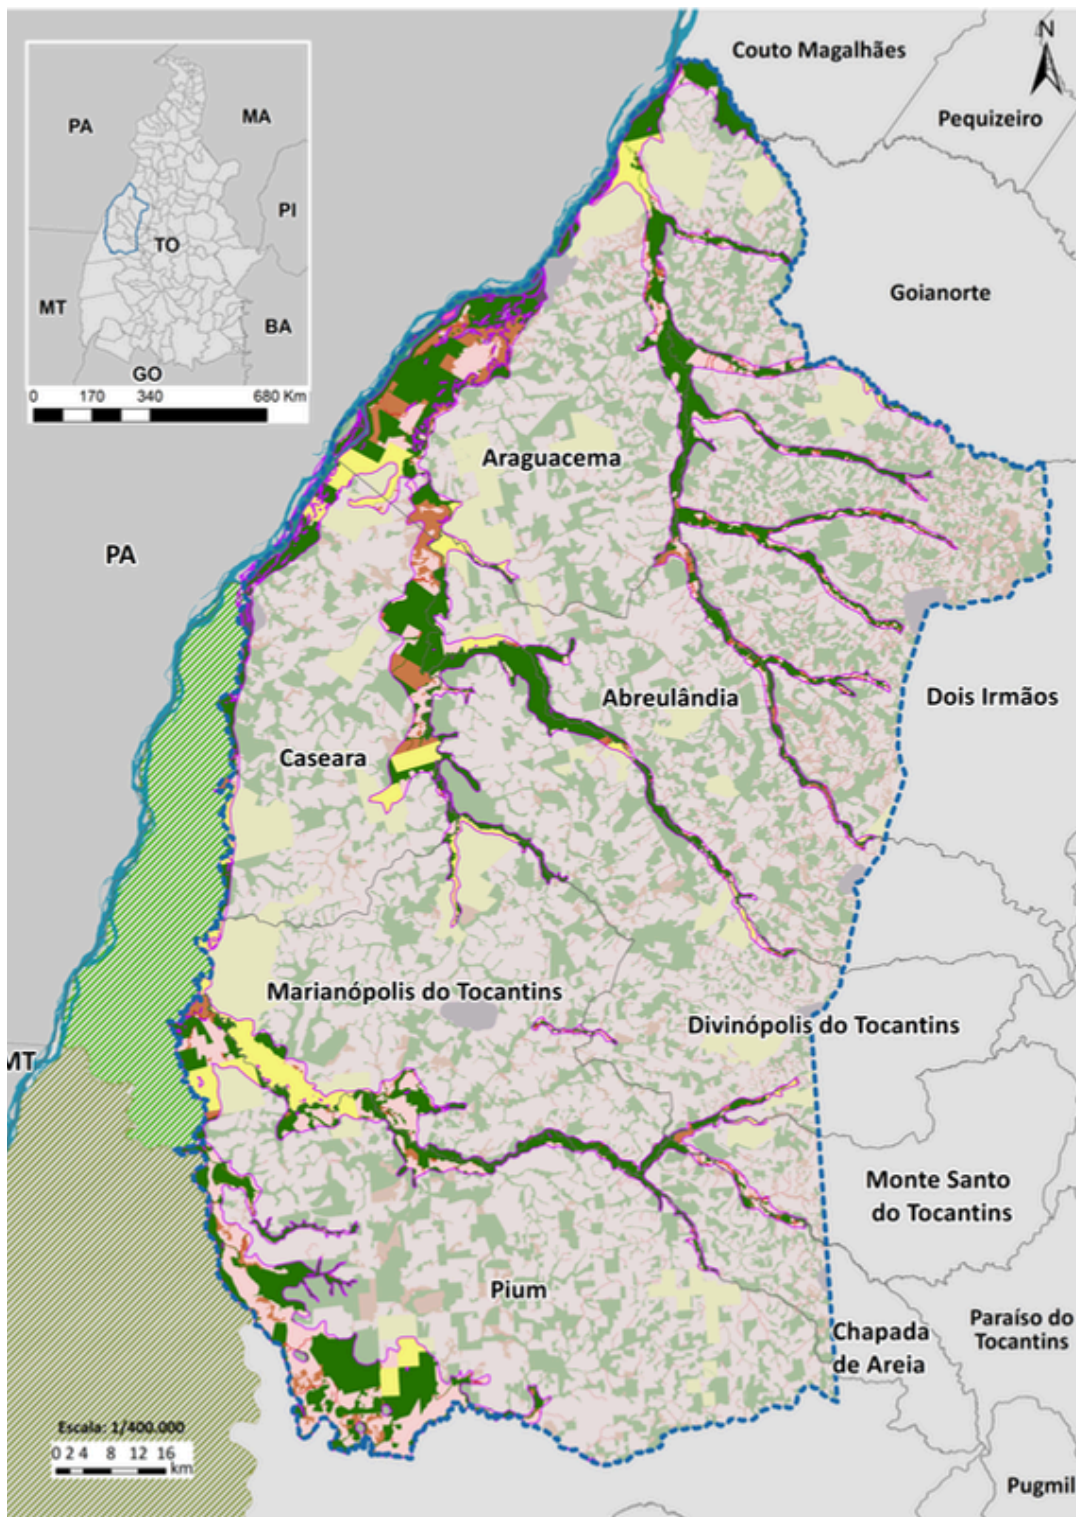 N
Couto Magalhães
Pequizeiro
PA
MA
PI
TO
MT
BA
GO
0 170 340 680 Km
Goianorte
Araguacema
PA
Abreulândia
Dois Irmãos
Caseara
Marianópolis do Tocantins
Divinópolis do Tocantins
MT
Monte Santo
do Tocantins
Pium
Paraíso do
Tocantins
Chapada
de Areia
Escala: 1/400.000
0 2 4 8 12 16
km
Pugmil